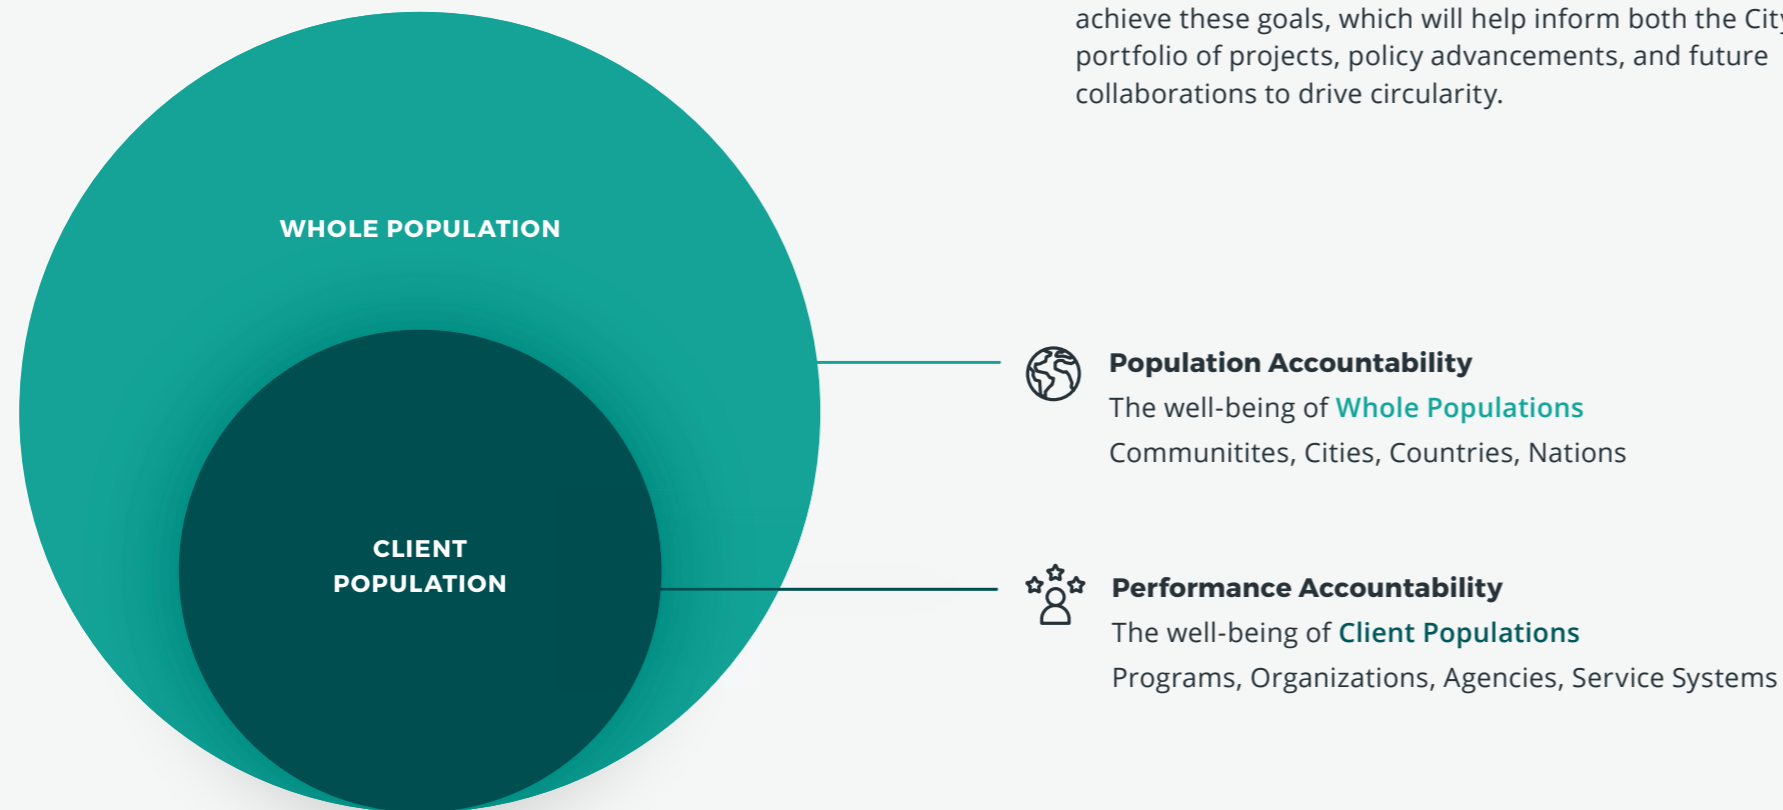 achieve these goals, which will help inform both the City
portfolio of projects, policy advancements, and future
collaborations to drive circularity.
WHOLE POPULATION
Population Accountability
The well-being of Whole Populations
Communitites, Cities, Countries, Nations
CLIENT
POPULATION
Performance Accountability
The well-being of Client Populations
Programs, Organizations, Agencies, Service Systems